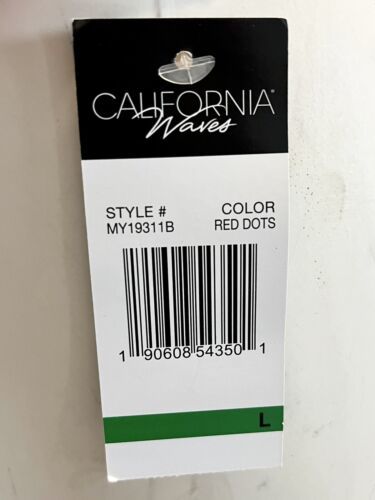 CALIFORNIA®
Waves
STYLE # COLOR
MY19311B RED DOTS
1 90608 54350 1
L